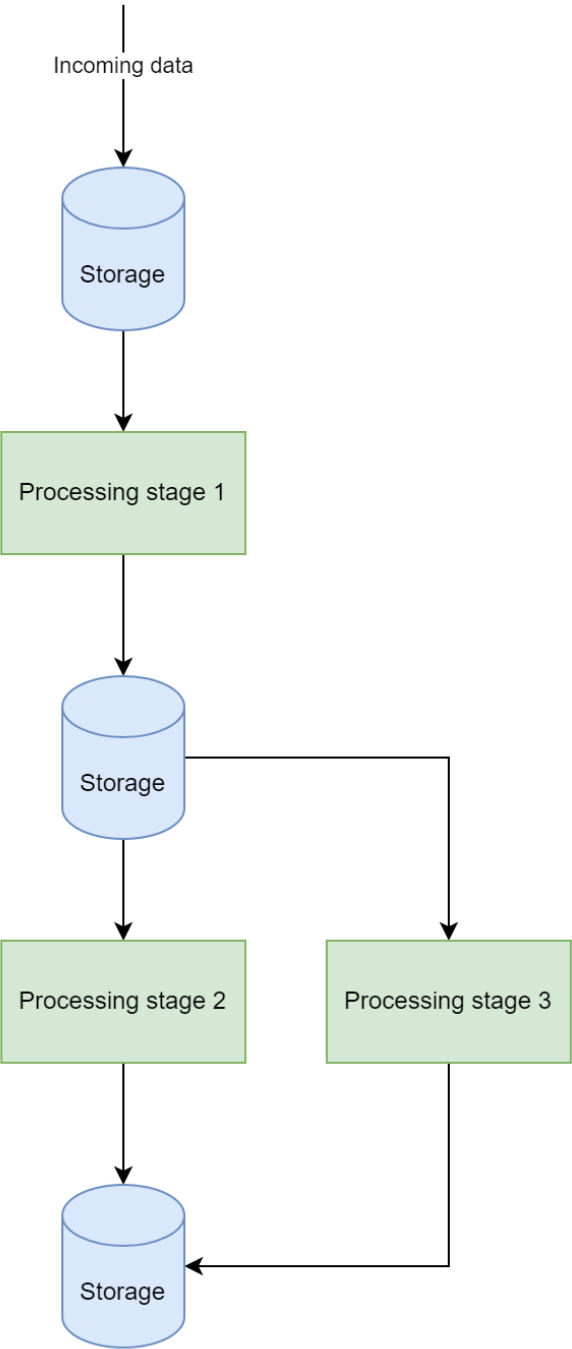 Incoming data
Storage
Processing stage 1
Storage
Processing stage 2
Processing stage 3
Storage